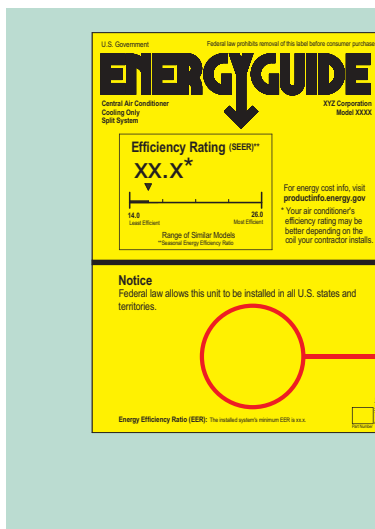 U.S. Government
Federal law prohibits removal of this label before consumer purchase
ENERGYGUIDE
Central Air Conditioner
Cooling Only
Split System
XYZ Corporation
Model XXXX
Efficiency Rating (SEER)**
XX.X*
14.0
Least Efficient
26.0
Most Efficient
Range of Similar Models
**Seasonal Energy Efficiency Ratio
For energy cost info, visit
productinfo.energy.gov
* Your air conditioner's
efficiency rating may be
better depending on the
coil your contractor installs.
Notice
Federal law allows this unit to be installed in all U.S. states and
territories.
Energy Efficiency Ratio (EER): The installed system's minimum EER is xx.x.
Part Number